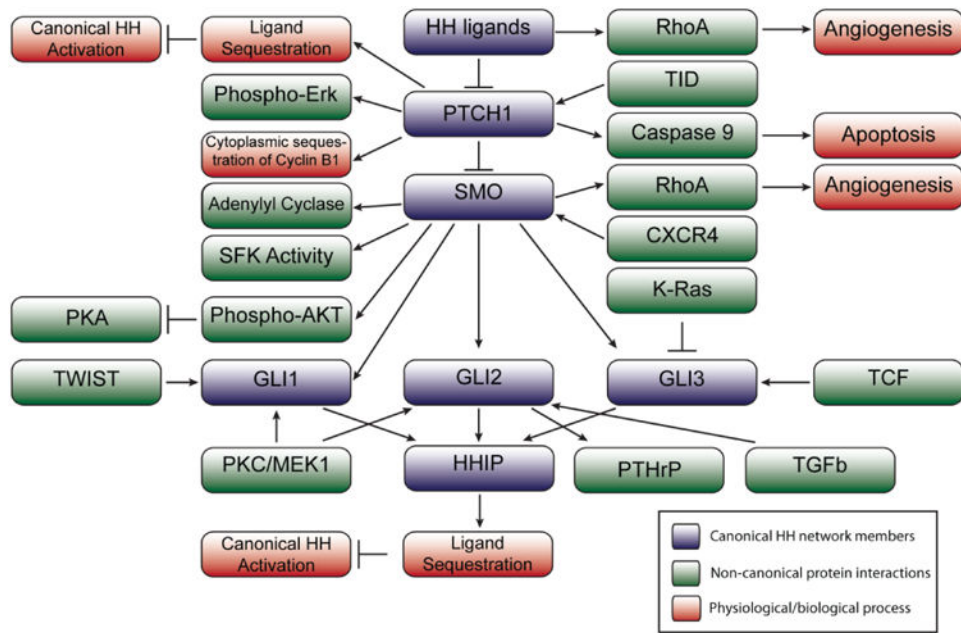 Canonical HH
Activation
Ligand
Sequestration
HH ligands
RhoA
Angiogenesis
Phospho-Erk
PTCH1
TID
Cytoplasmic seques-
tration of Cyclin B1
Caspase 9
Apoptosis
Adenylyl Cyclase
SMO
RhoA
Angiogenesis
SFK Activity
CXCR4
K-Ras
PKA
Phospho-AKT
TWIST
GLI1
GLI2
GLI3
TCF
PKC/MEK1
HHIP
PTHrP
TGFb
Canonical HH
Activation
Ligand
Sequestration
Canonical HH network members
Non-canonical protein interactions
Physiological/biological process